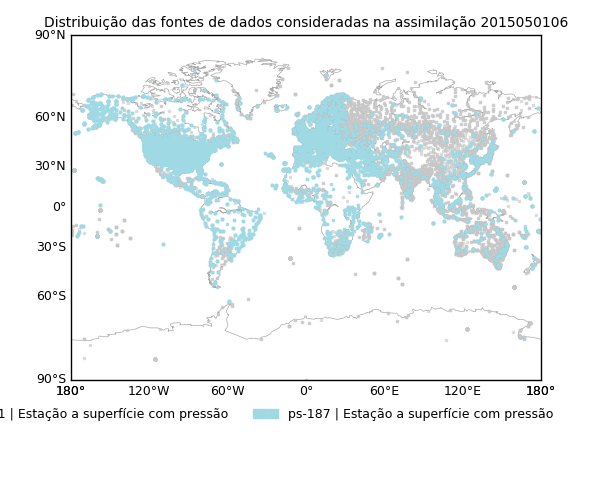 Distribuição das fontes de dados consideradas na assimilação 2015050106
90°N
60°N
30°N
0°
30°S
60°S
90°S
180° 120°W 60°W 0° 60°E 120°E 180°
1 | Estação a superfície com pressão ps-187 | Estação a superfície com pressão